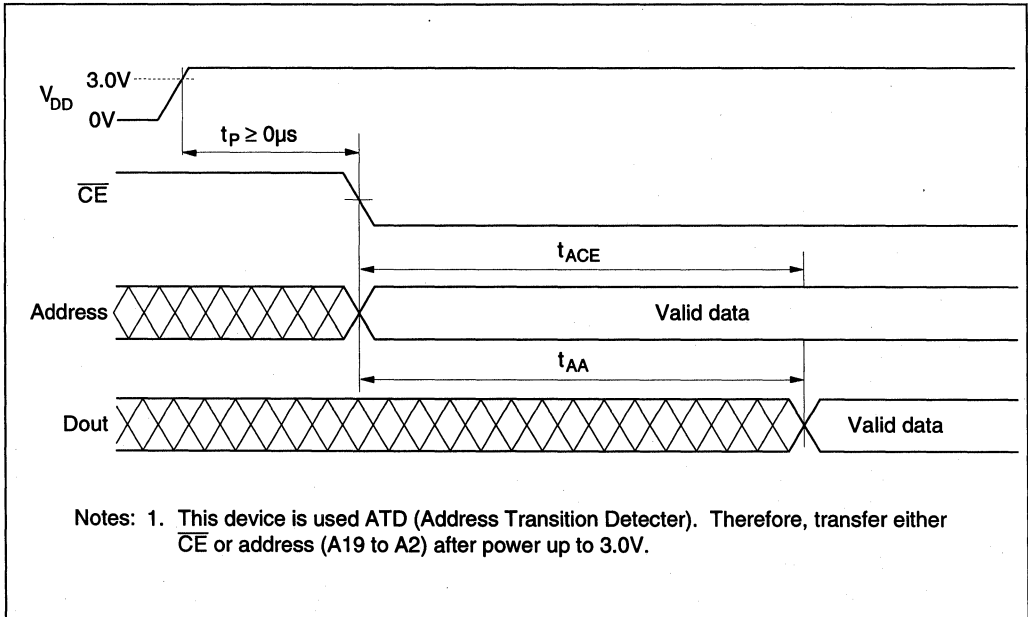 3.0V
V_DD
0V
t_P ≥ 0µs
C̅E̅
t_ACE
Address
Valid data
t_AA
Dout
Valid data
Notes: 1. This device is used ATD (Address Transition Detecter). Therefore, transfer either
C̅E̅ or address (A19 to A2) after power up to 3.0V.